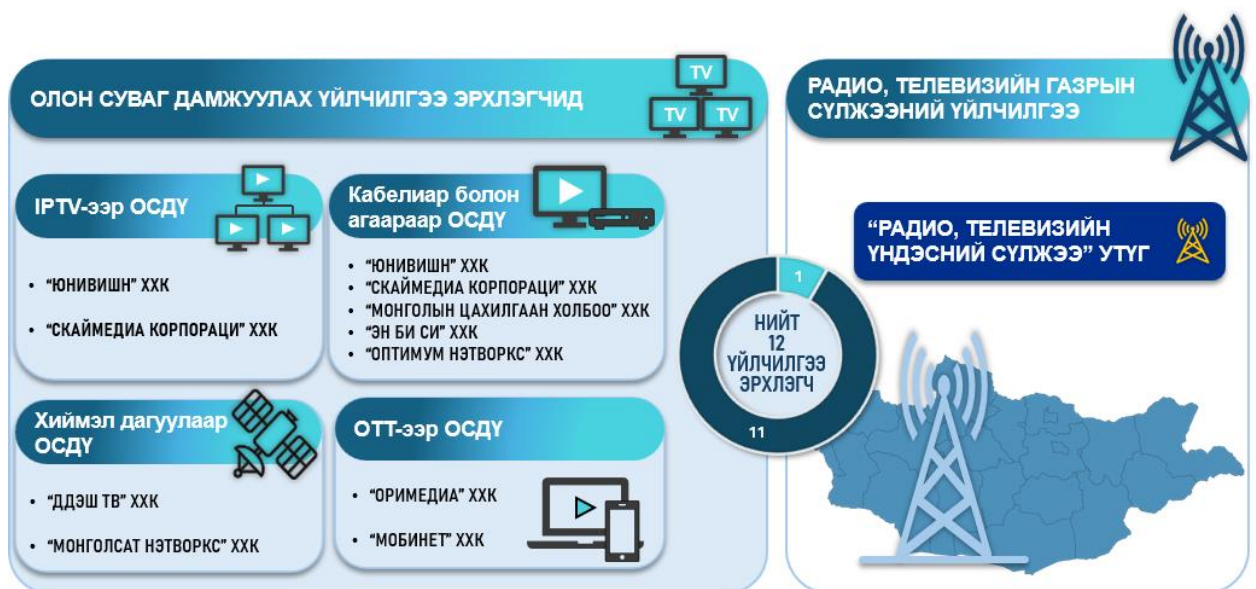 ОЛОН СУВАГ ДАМЖУУЛАХ ҮЙЛЧИЛГЭЭ ЭРХЛЭГЧИД
TV
TV
TV
IPTV-ээр ОСДҮ
• “ЮНИВИШН” ХХК
• “СКАЙМЕДИА КОРПОРАЦИ” ХХК
Кабелиар болон
агаараар ОСДҮ
• “ЮНИВИШН” ХХК
• “СКАЙМЕДИА КОРПОРАЦИ” ХХК
• “МОНГОЛЫН ЦАХИЛГААН ХОЛБОО” ХХК
• “ЭН БИ СИ” ХХК
• “ОПТИМУМ НЭТВОРКС” ХХК
Хиймэл дагуулаар
ОСДҮ
• “ДДЭШ ТВ” ХХК
• “МОНГОЛСАТ НЭТВОРКС” ХХК
ОТТ-ээр ОСДҮ
• “ОРИМЕДИА” ХХК
• “МОБИНЕТ” ХХК
1
НИЙТ
12
ҮЙЛЧИЛГЭЭ
ЭРХЛЭГЧ
11
РАДИО, ТЕЛЕВИЗИЙН ГАЗРЫН
СҮЛЖЭЭНИЙ ҮЙЛЧИЛГЭЭ
“РАДИО, ТЕЛЕВИЗИЙН
ҮНДЭСНИЙ СҮЛЖЭЭ” УТҮГ